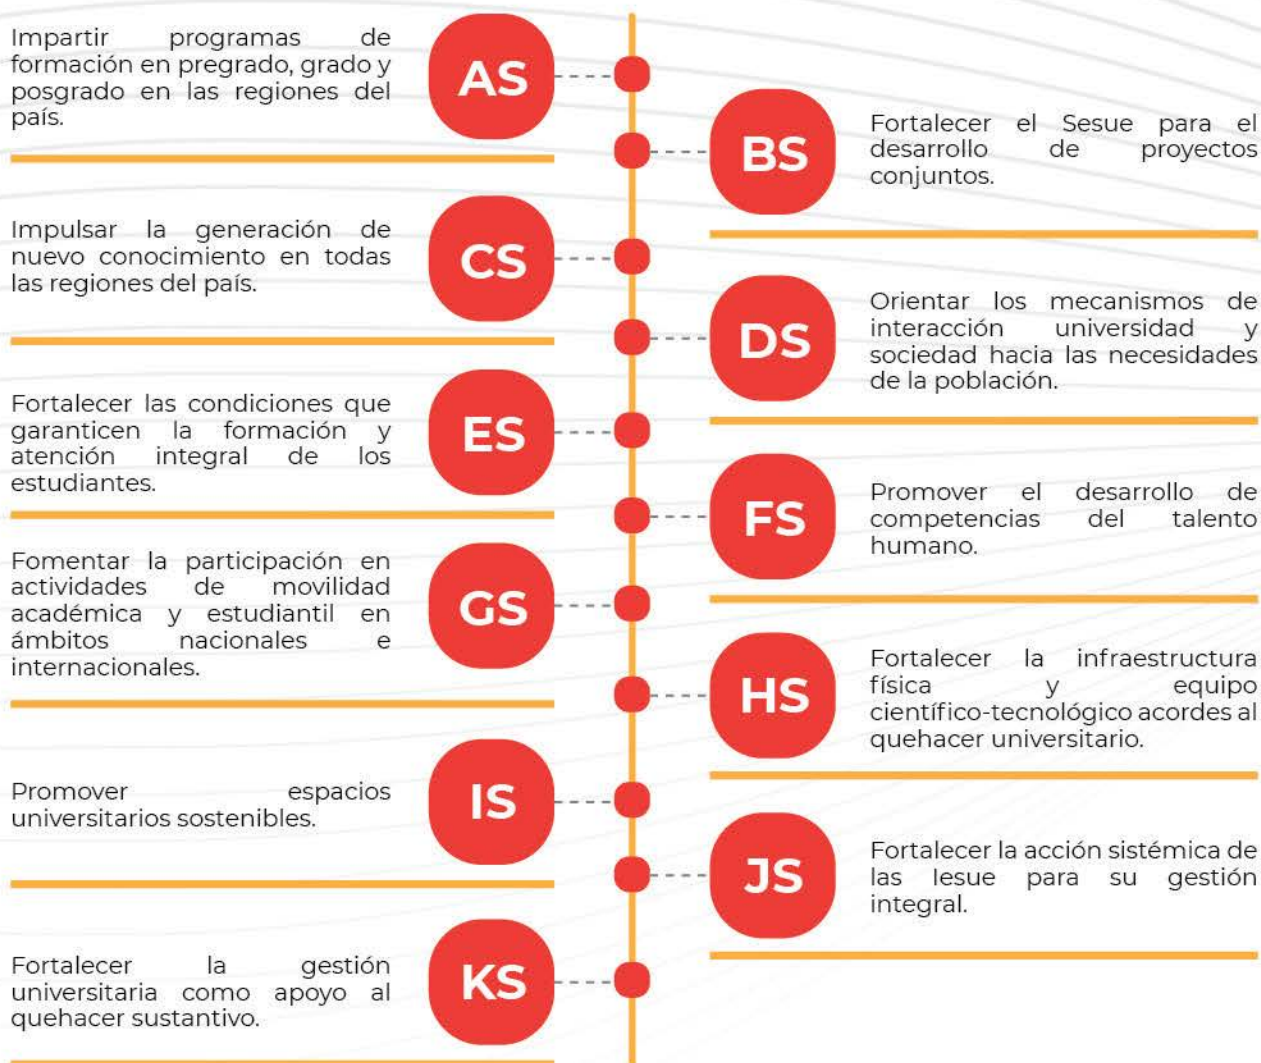 Impartir programas de
formación en pregrado, grado y
posgrado en las regiones del
país.
AS
BS
Fortalecer el Sesue para el
desarrollo de proyectos
conjuntos.
Impulsar la generación de
nuevo conocimiento en todas
las regiones del país.
CS
DS
Orientar los mecanismos de
interacción universidad y
sociedad hacia las necesidades
de la población.
Fortalecer las condiciones que
garanticen la formación y
atención integral de los
estudiantes.
ES
FS
Promover el desarrollo de
competencias del talento
humano.
Fomentar la participación en
actividades de movilidad
académica y estudiantil en
ámbitos nacionales e
internacionales.
GS
HS
Fortalecer la infraestructura
física y equipo
científico-tecnológico acordes al
quehacer universitario.
Promover espacios
universitarios sostenibles.
IS
JS
Fortalecer la acción sistémica de
las Iesue para su gestión
integral.
Fortalecer la gestión
universitaria como apoyo al
quehacer sustantivo.
KS